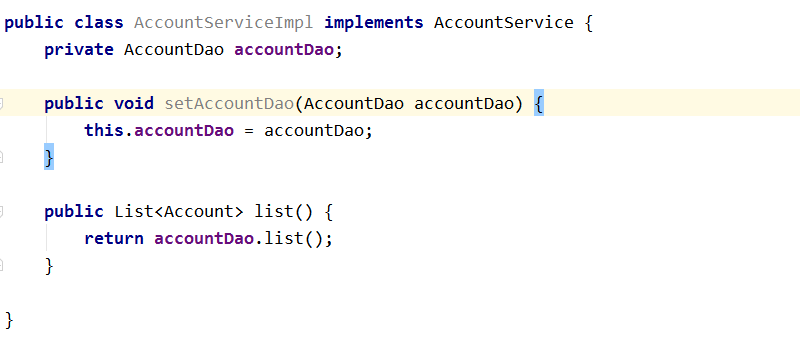 public class AccountServiceImpl implements AccountService {
    private AccountDao accountDao;
    public void setAccountDao(AccountDao accountDao) {
        this.accountDao = accountDao;
    }
    public List<Account> list() {
        return accountDao.list();
    }
}